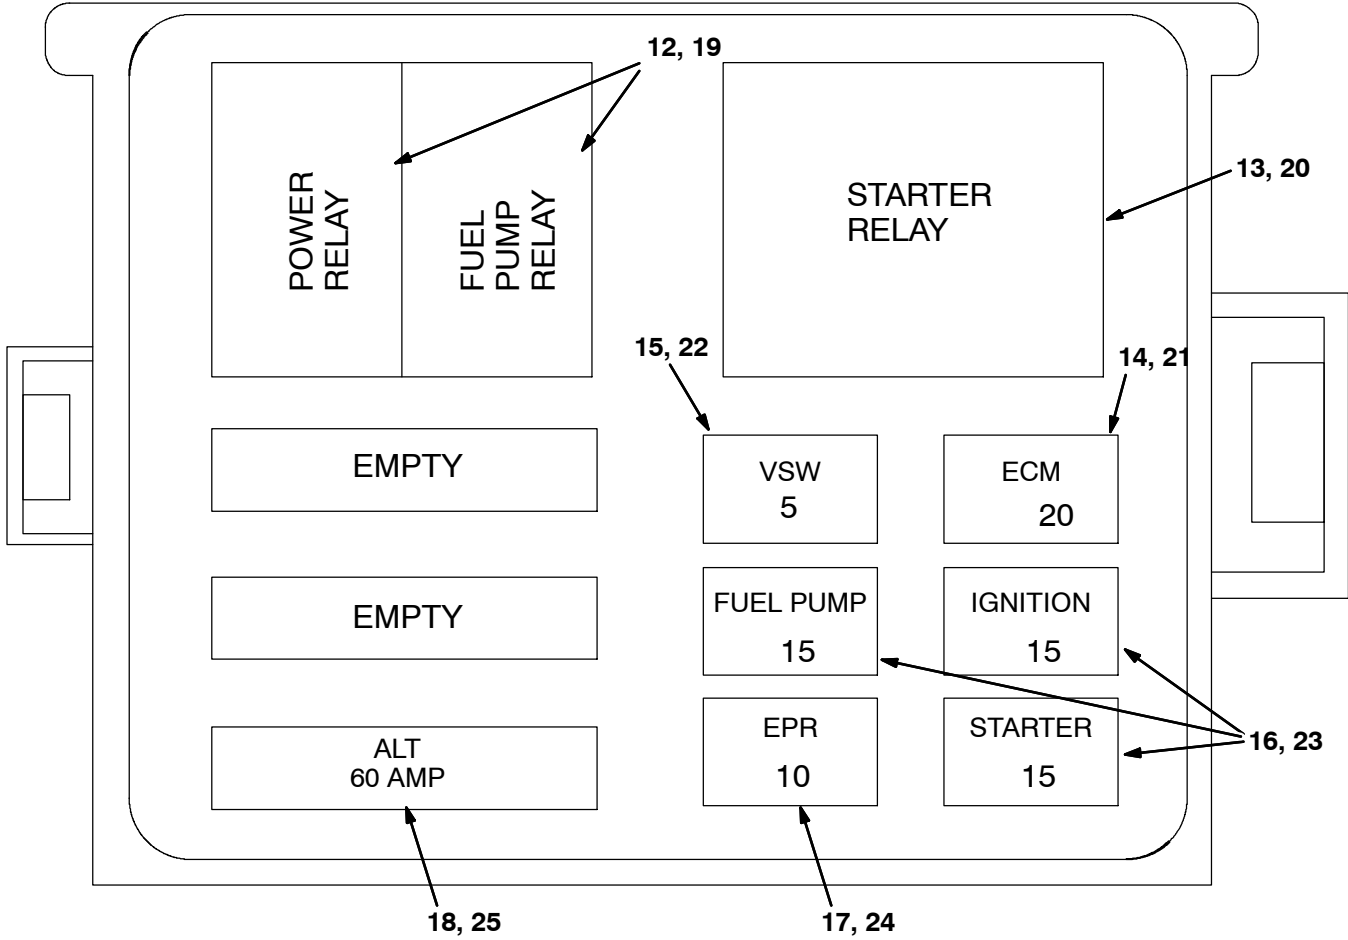 12, 19
POWER
RELAY
FUEL
PUMP
RELAY
STARTER
RELAY
13, 20
15, 22
14, 21
EMPTY
VSW
5
ECM
20
EMPTY
FUEL PUMP
15
IGNITION
15
ALT
60 AMP
EPR
10
STARTER
15
16, 23
18, 25
17, 24